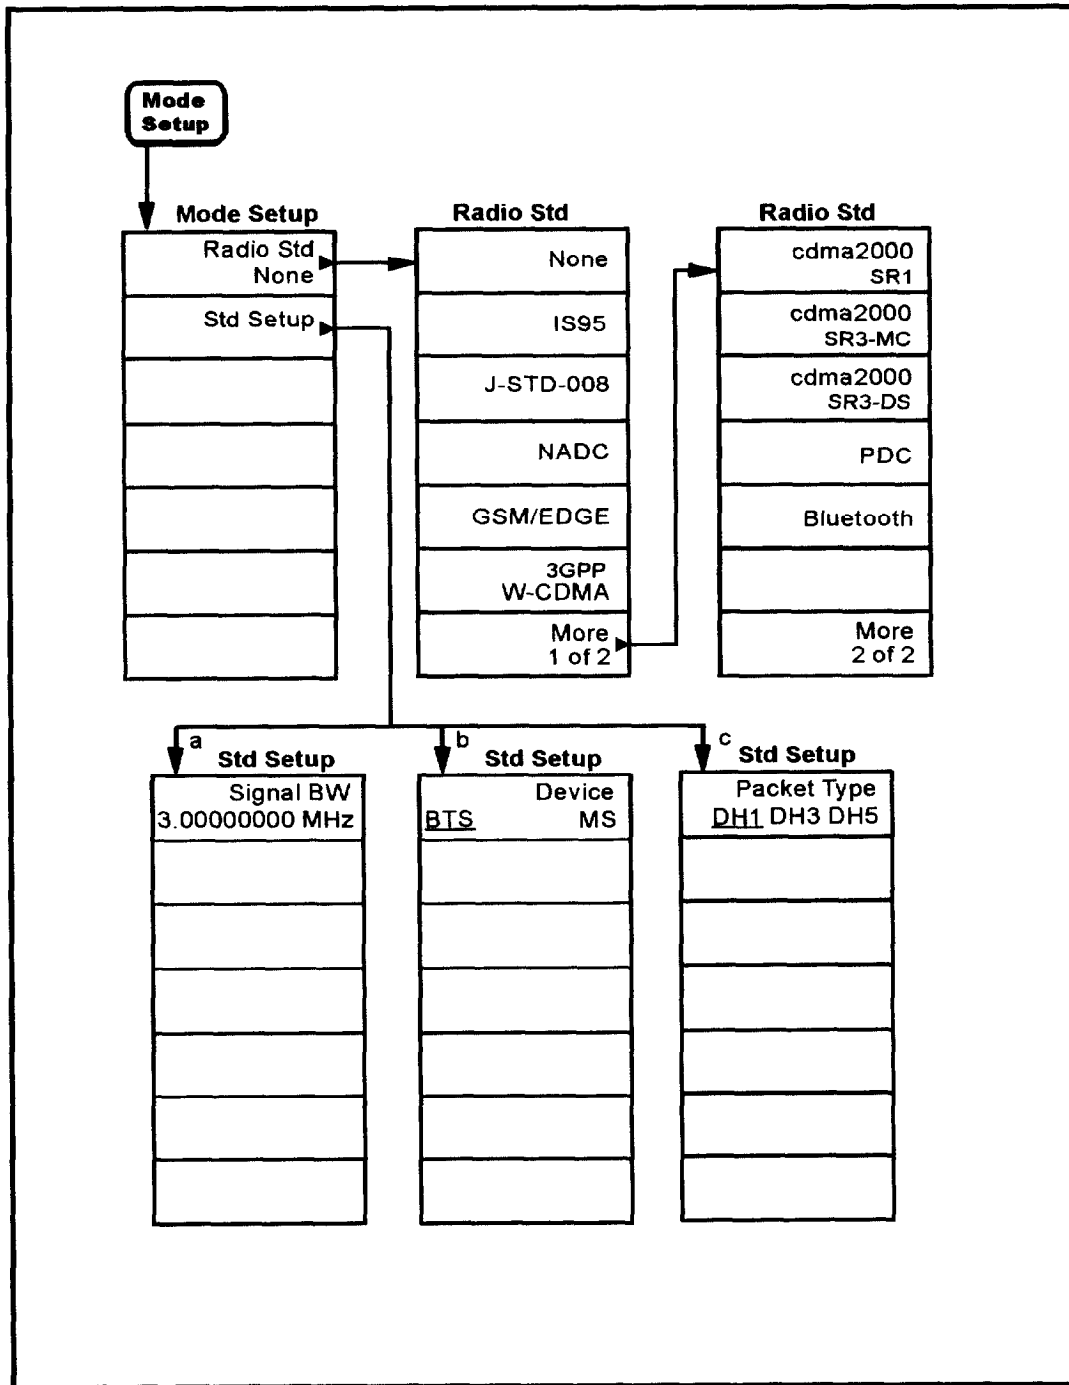 Mode
Setup
Mode Setup
Radio Std
None
Std Setup
Radio Std
None
IS95
J-STD-008
NADC
GSM/EDGE
3GPP
W-CDMA
More
1 of 2
Radio Std
cdma2000
SR1
cdma2000
SR3-MC
cdma2000
SR3-DS
PDC
Bluetooth
More
2 of 2
a
Std Setup
Signal BW
3.00000000 MHz
b
Std Setup
Device
BTS MS
c
Std Setup
Packet Type
DH1 DH3 DH5